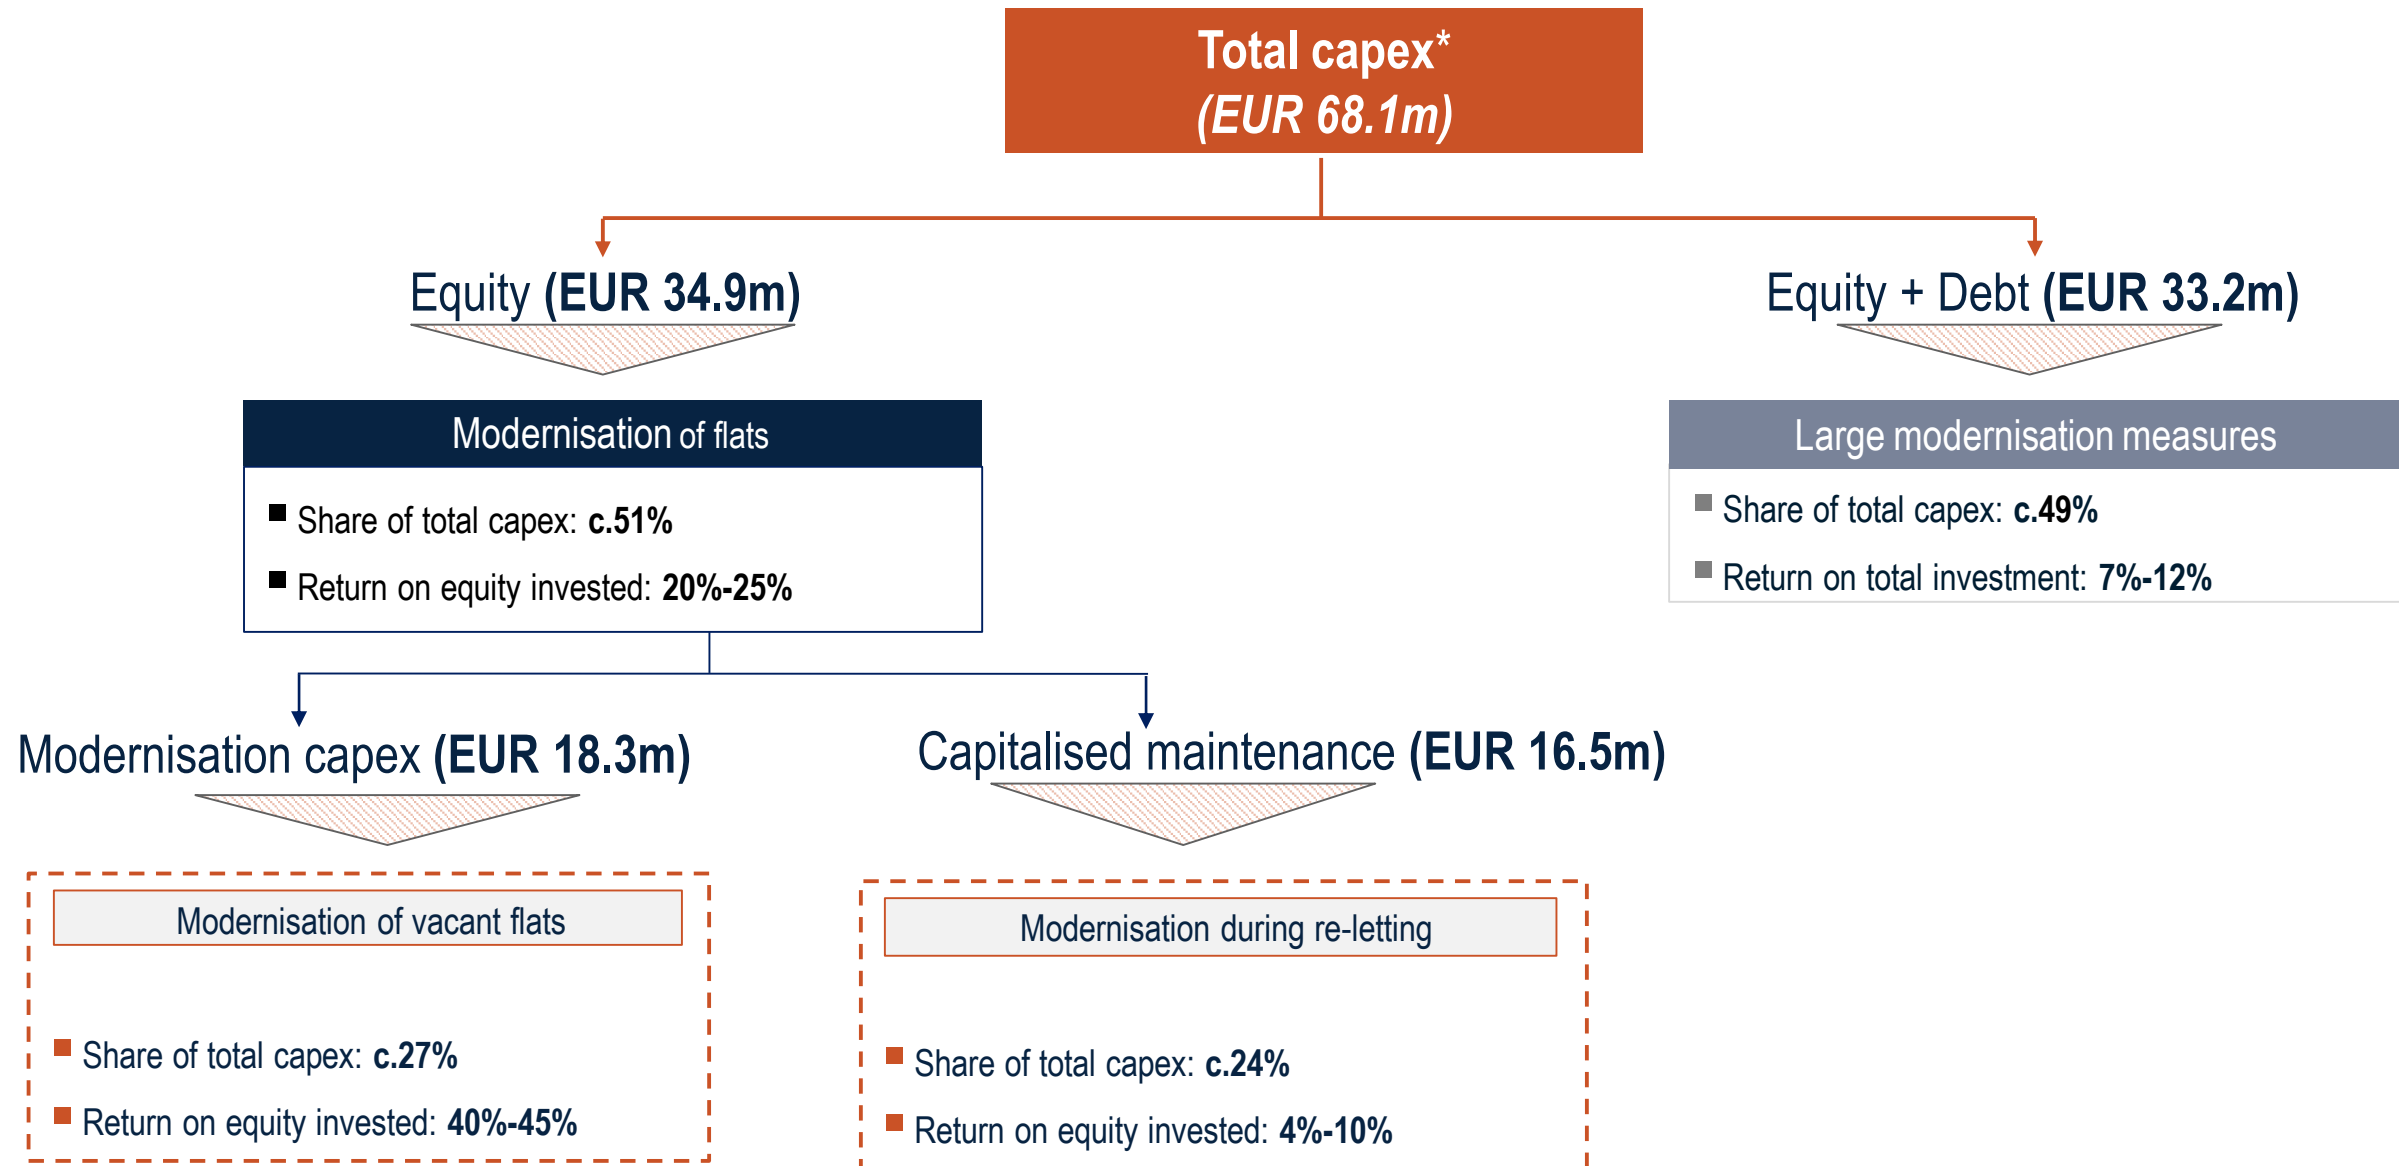 Total capex*
(EUR 68.1m)
Equity (EUR 34.9m)
Equity + Debt (EUR 33.2m)
Modernisation of flats
Share of total capex: c.51%
Return on equity invested: 20%-25%
Large modernisation measures
Share of total capex: c.49%
Return on total investment: 7%-12%
Modernisation capex (EUR 18.3m)
Capitalised maintenance (EUR 16.5m)
Modernisation of vacant flats
Share of total capex: c.27%
Return on equity invested: 40%-45%
Modernisation during re-letting
Share of total capex: c.24%
Return on equity invested: 4%-10%